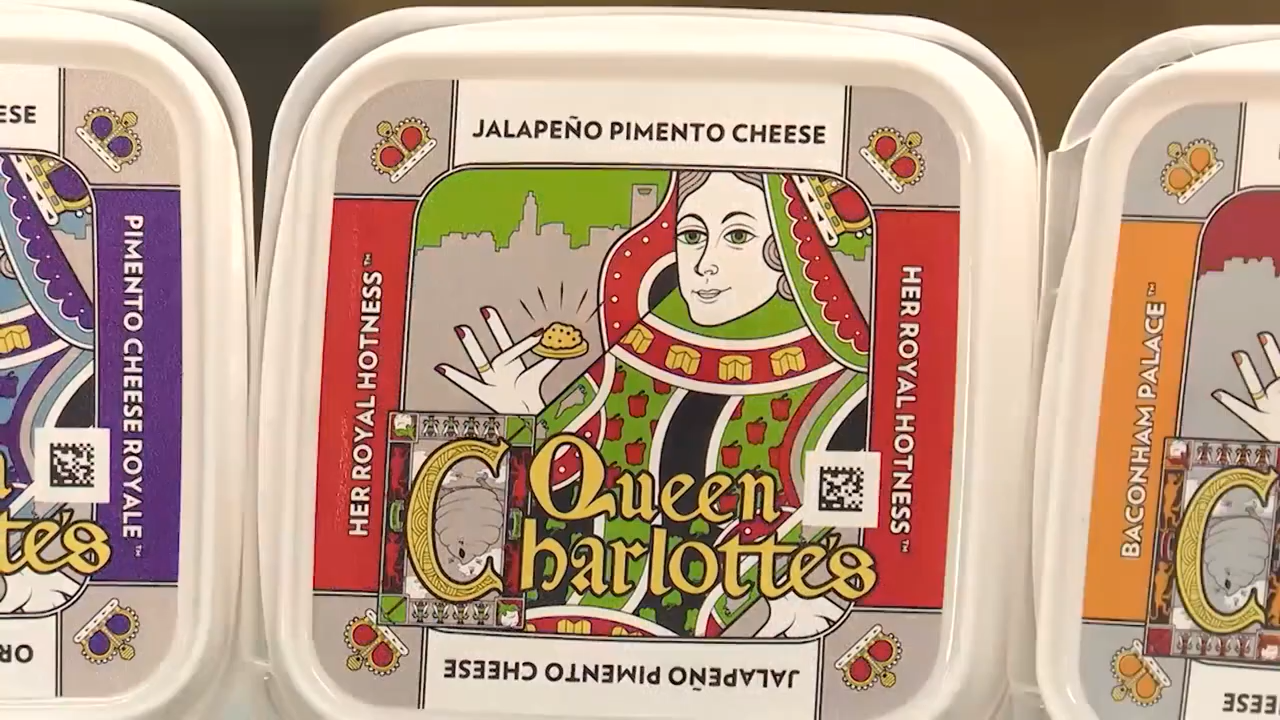 ESE
PIMENTO CHEESE ROYALE™
JALAPEÑO PIMENTO CHEESE
HER ROYAL HOTNESS™
HER ROYAL HOTNESS™
Queen
Charlotte's
JALAPEÑO PIMENTO CHEESE
BACONHAM PALACE™
C
tte's
OR
ESE